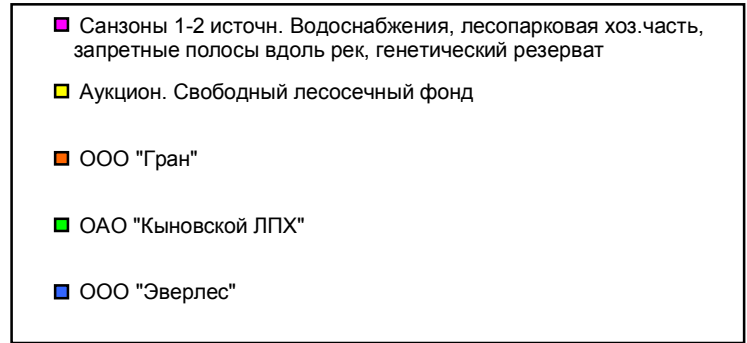 Санзоны 1-2 источн. Водоснабжения, лесопарковая хоз.часть,
запретные полосы вдоль рек, генетический резерват
Аукцион. Свободный лесосечный фонд
ООО "Гран"
ОАО "Кыновской ЛПХ"
ООО "Эверлес"